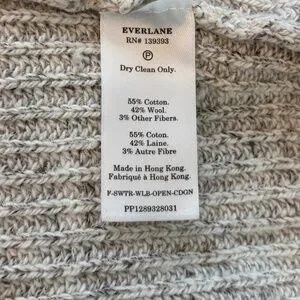 EVERLANE
RN# 139393
P
Dry Clean Only.
55% Cotton.
42% Wool.
3% Other Fibers.
55% Coton.
42% Laine.
3% Autre Fibre
Made in Hong Kong.
Fabriqué à Hong Kong.
F-SWTR-WLB-OPEN-CDGN
PP1289328031